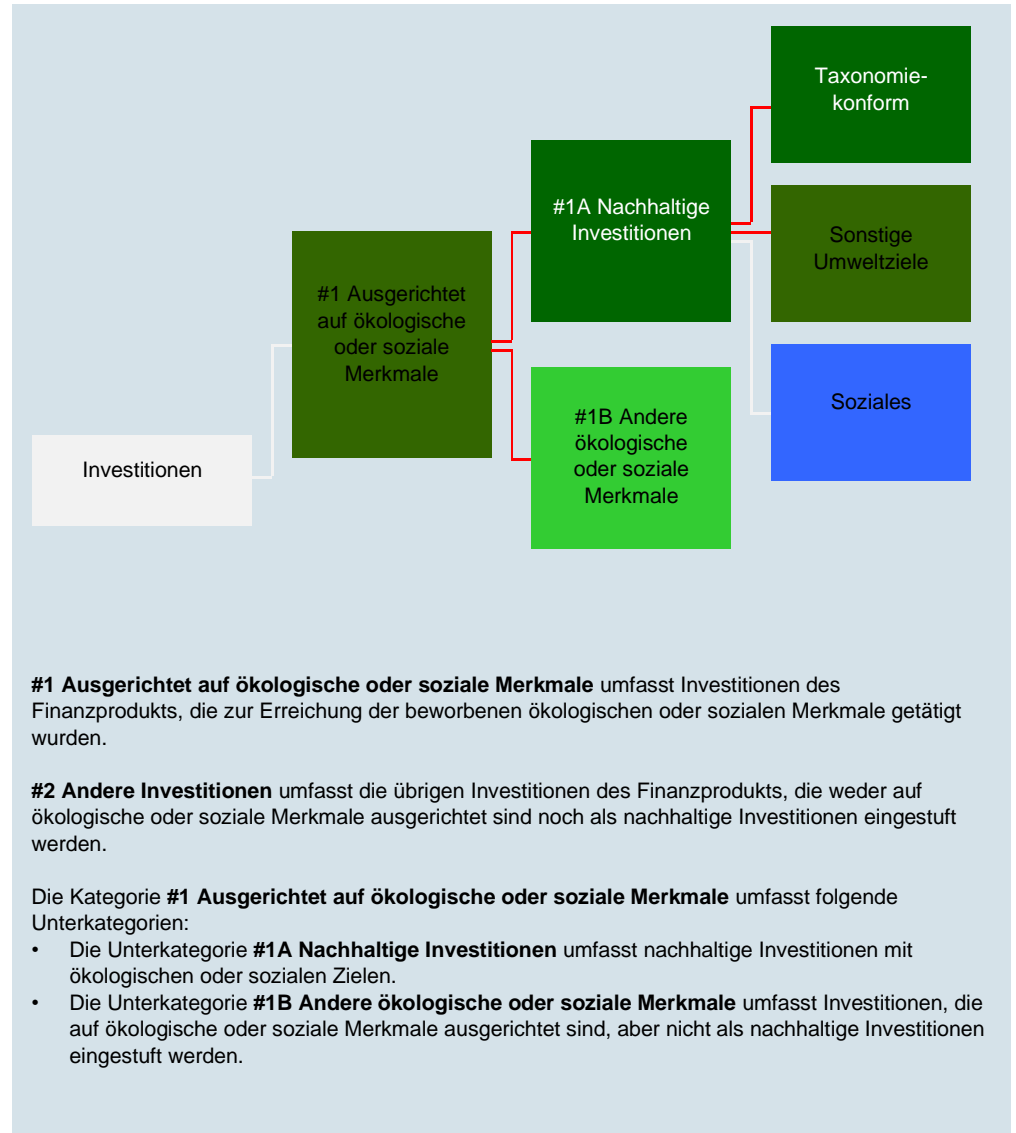 Taxonomie-
konform
#1A Nachhaltige
Investitionen
Sonstige
Umweltziele
#1 Ausgerichtet
auf ökologische
oder soziale
Merkmale
Soziales
#1B Andere
ökologische
oder soziale
Merkmale
Investitionen
#1 Ausgerichtet auf ökologische oder soziale Merkmale umfasst Investitionen des
Finanzprodukts, die zur Erreichung der beworbenen ökologischen oder sozialen Merkmale getätigt
wurden.
#2 Andere Investitionen umfasst die übrigen Investitionen des Finanzprodukts, die weder auf
ökologische oder soziale Merkmale ausgerichtet sind noch als nachhaltige Investitionen eingestuft
werden.
Die Kategorie #1 Ausgerichtet auf ökologische oder soziale Merkmale umfasst folgende
Unterkategorien:
• Die Unterkategorie #1A Nachhaltige Investitionen umfasst nachhaltige Investitionen mit
ökologischen oder sozialen Zielen.
• Die Unterkategorie #1B Andere ökologische oder soziale Merkmale umfasst Investitionen, die
auf ökologische oder soziale Merkmale ausgerichtet sind, aber nicht als nachhaltige Investitionen
eingestuft werden.